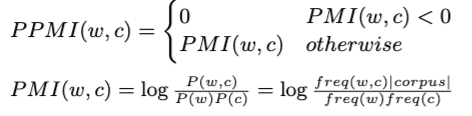 PPMI(w, c) = { 0    PMI(w, c) < 0
PMI(w, c)    otherwise
PMI(w, c) = log P(w,c) / P(w)P(c) = log freq(w,c)|corpus| / freq(w)freq(c)